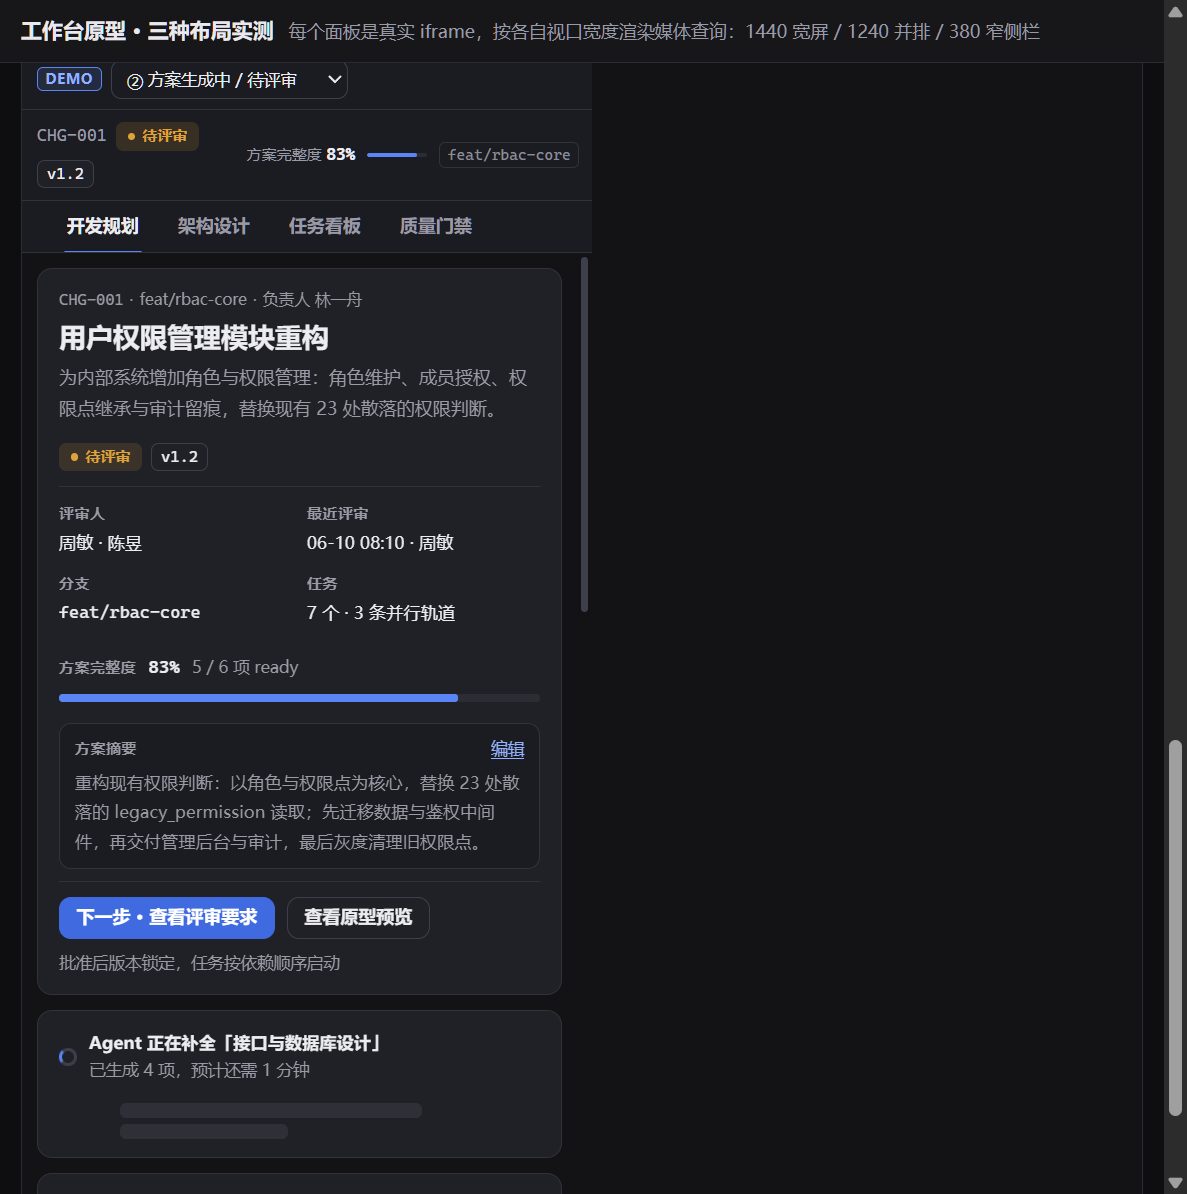 工作台原型 · 三种布局实测 每个面板是真实 iframe，按各自视口宽度渲染媒体查询：1440 宽屏 / 1240 并排 / 380 窄侧栏
DEMO ② 方案生成中 / 待评审
CHG-001 待评审
v1.2
方案完整度 83% feat/rbac-core
开发规划 架构设计 任务看板 质量门禁
CHG-001 · feat/rbac-core · 负责人 林一舟
用户权限管理模块重构
为内部系统增加角色与权限管理：角色维护、成员授权、权
限点继承与审计留痕，替换现有 23 处散落的权限判断。
待评审 v1.2
评审人 最近评审
周敏 · 陈昱 06-10 08:10 · 周敏
分支 任务
feat/rbac-core 7 个 · 3 条并行轨道
方案完整度 83% 5 / 6 项 ready
方案摘要 编辑
重构现有权限判断：以角色与权限点为核心，替换 23 处散
落的 legacy_permission 读取；先迁移数据与鉴权中间
件，再交付管理后台与审计，最后灰度清理旧权限点。
下一步 · 查看评审要求 查看原型预览
批准后版本锁定，任务按依赖顺序启动
Agent 正在补全「接口与数据库设计」
已生成 4 项，预计还需 1 分钟